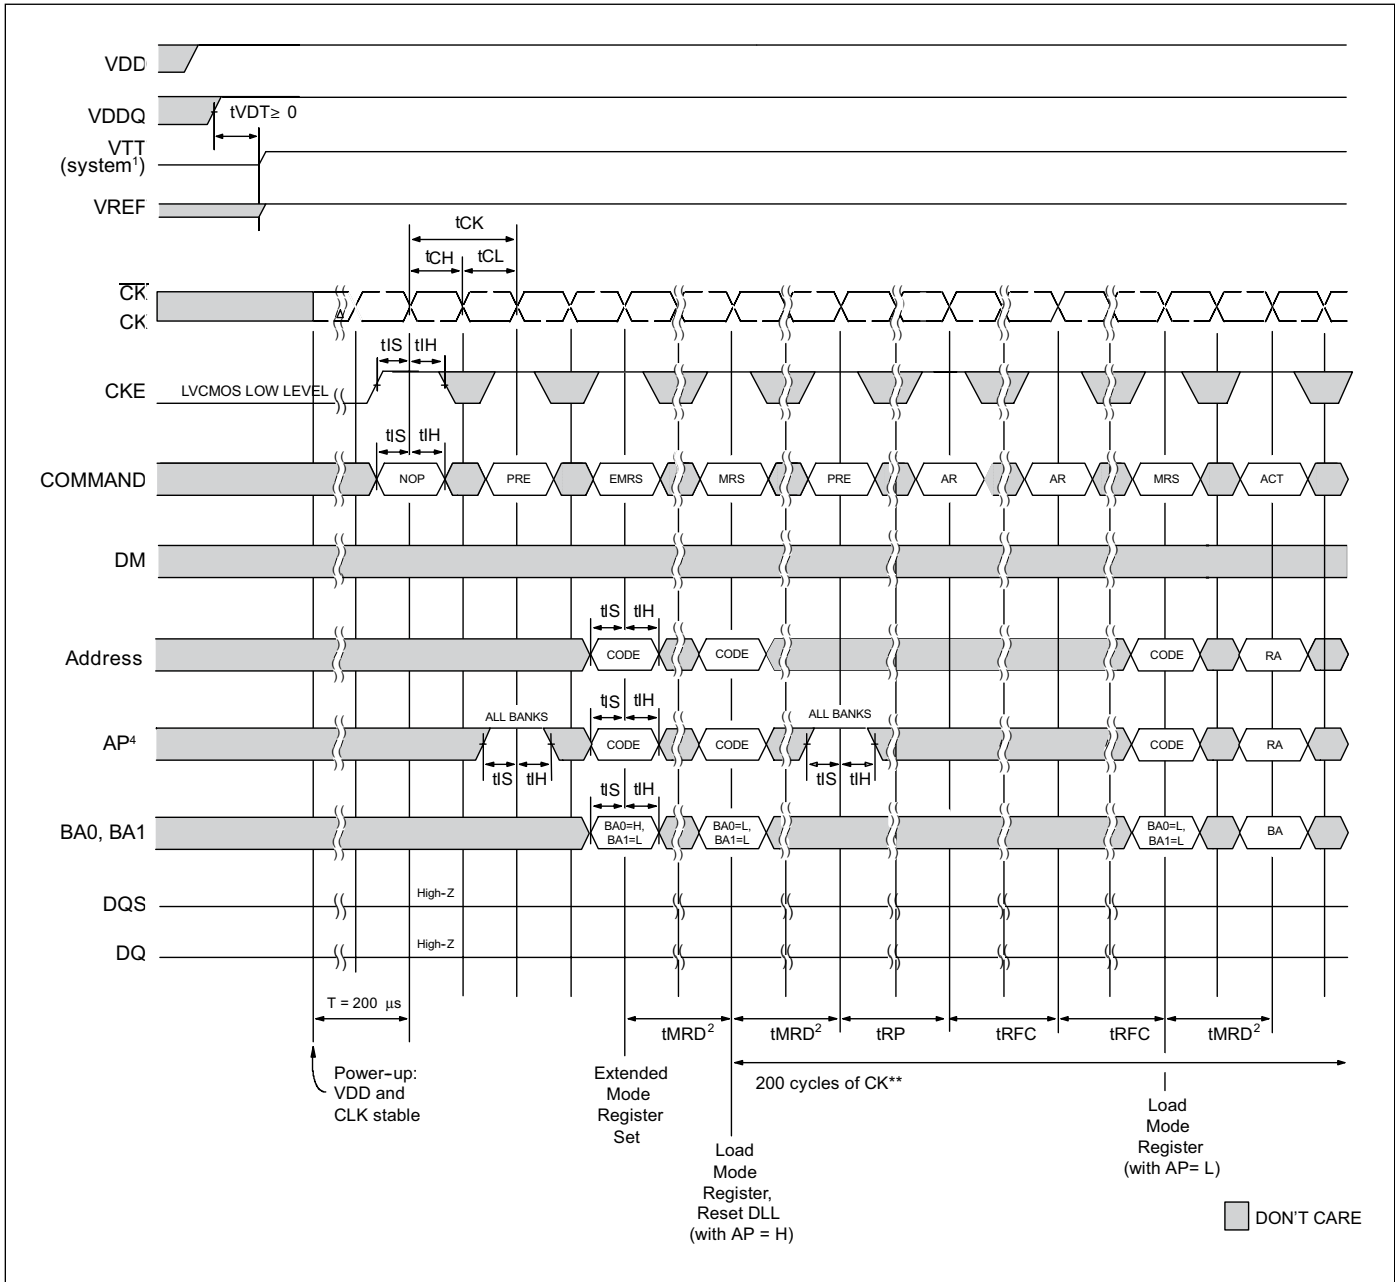 VDD
VDDQ
tVDT≥ 0
VTT
(system¹)
VREF
tCK
tCH tCL
CK
CK
tIS tIH
CKE LVCMOS LOW LEVEL
tIS tIH
COMMAND NOP PRE EMRS MRS PRE AR AR MRS ACT
DM
tIS tIH
Address CODE CODE CODE RA
ALL BANKS tIS tIH ALL BANKS
AP⁴ CODE CODE CODE RA
tIS tIH tIS tIH
tIS tIH
BA0, BA1 BA0=H, BA1=L BA0=L, BA1=L BA0=L, BA1=L BA
DQS High-Z
DQ High-Z
T = 200 µs
tMRD² tMRD² tRP tRFC tRFC tMRD²
Power-up:
VDD and
CLK stable
Extended
Mode
Register
Set
200 cycles of CK**
Load
Mode
Register,
Reset DLL
(with AP = H)
Load
Mode
Register
(with AP= L)
DON'T CARE